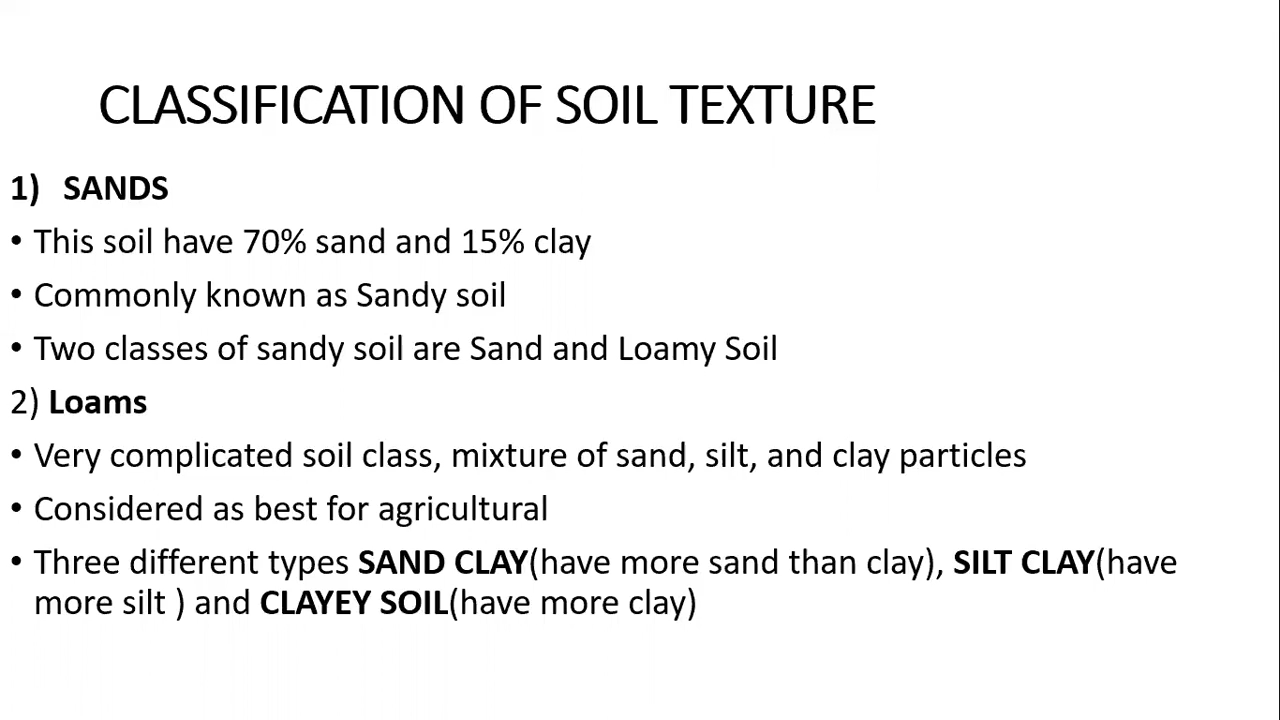 CLASSIFICATION OF SOIL TEXTURE
1) SANDS
• This soil have 70% sand and 15% clay
• Commonly known as Sandy soil
• Two classes of sandy soil are Sand and Loamy Soil
2) Loams
• Very complicated soil class, mixture of sand, silt, and clay particles
• Considered as best for agricultural
• Three different types SAND CLAY(have more sand than clay), SILT CLAY(have
more silt ) and CLAYEY SOIL(have more clay)